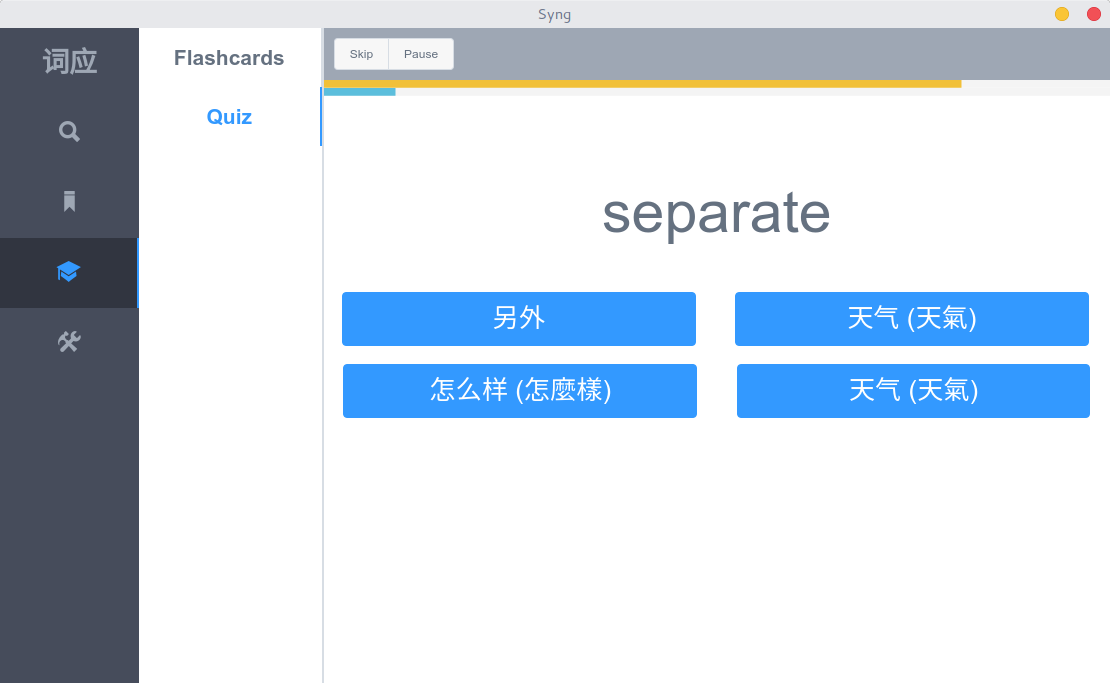 Syng
词应
Flashcards
Quiz
Skip
Pause
separate
另外
天气 (天氣)
怎么样 (怎麼樣)
天气 (天氣)